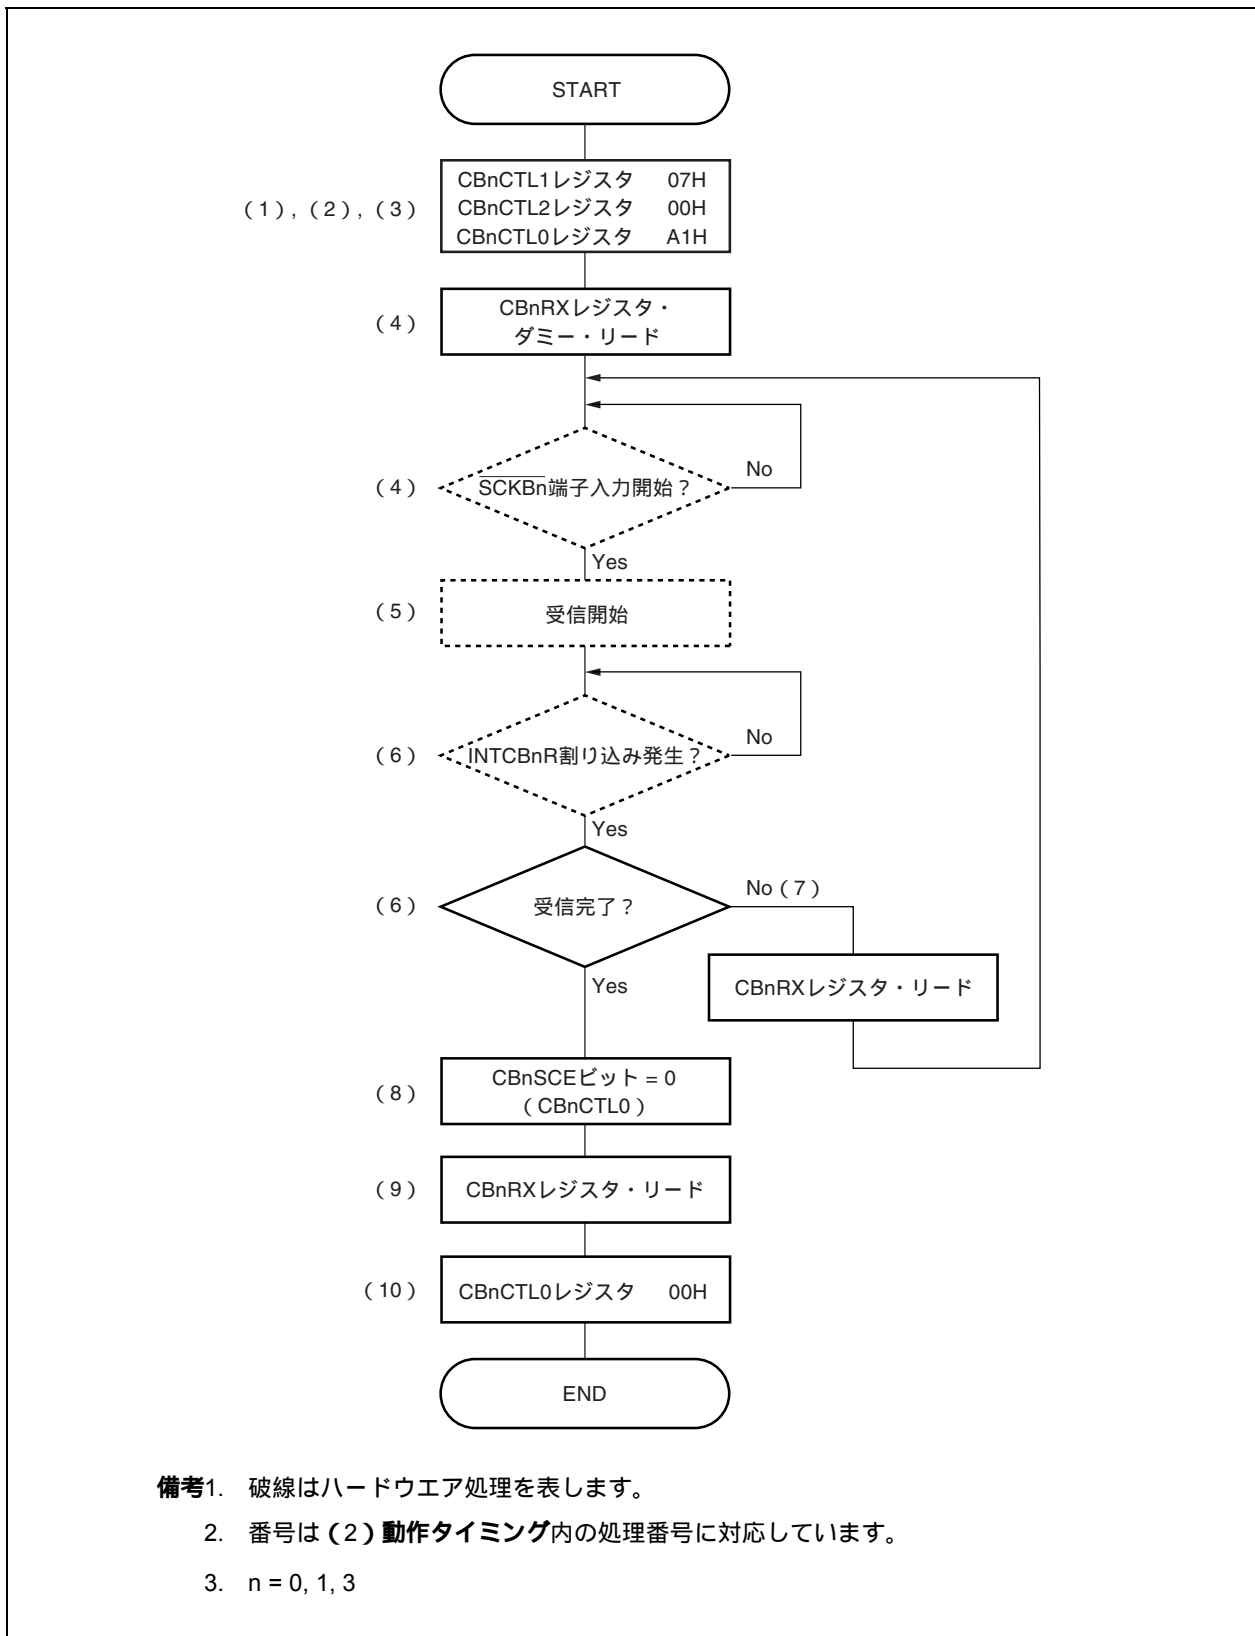 START
(1),(2),(3)
CBnCTL1レジスタ 07H
CBnCTL2レジスタ 00H
CBnCTL0レジスタ A1H
(4)
CBnRXレジスタ・
ダミー・リード
(4)
SCKBn端子入力開始？
No
Yes
(5)
受信開始
(6)
INTCBnR割り込み発生？
No
Yes
(6)
受信完了？
No(7)
Yes
CBnRXレジスタ・リード
(8)
CBnSCEビット = 0
(CBnCTL0)
(9)
CBnRXレジスタ・リード
(10)
CBnCTL0レジスタ 00H
END
備考1. 破線はハードウエア処理を表します。
2. 番号は(2)動作タイミング内の処理番号に対応しています。
3. n = 0, 1, 3